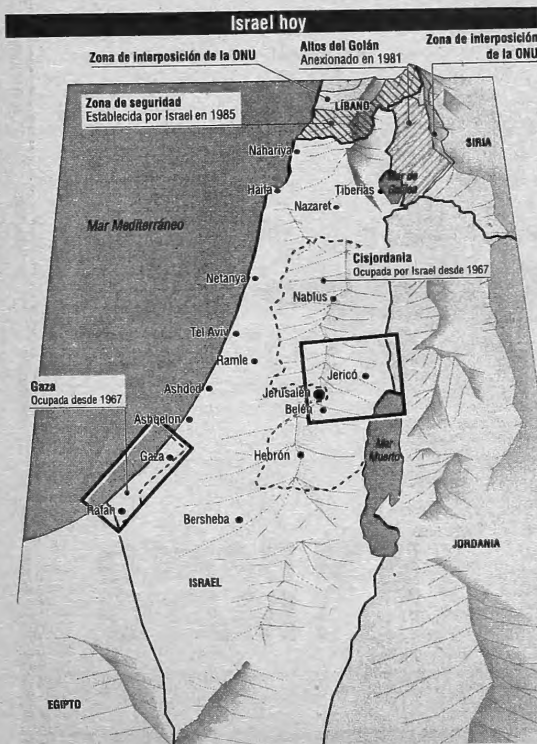 Israel hoy
Zona de interposición de la ONU
Altos del Golán
Anexionado en 1981
Zona de interposición
de la ONU
Zona de seguridad
Establecida por Israel en 1985
LÍBANO
SIRIA
Nahariya
Haifa
Tiberias
Mar de
Galilea
Nazaret
Mar Mediterráneo
Cisjordania
Ocupada por Israel desde 1967
Netanya
Nablus
Tel Aviv
Ramle
Jericó
Gaza
Ocupada desde 1967
Ashdod
Jerusalén
Belén
Ashqelon
Gaza
Hebrón
Mar
Muerto
Rafah
Bersheba
JORDANIA
ISRAEL
EGIPTO